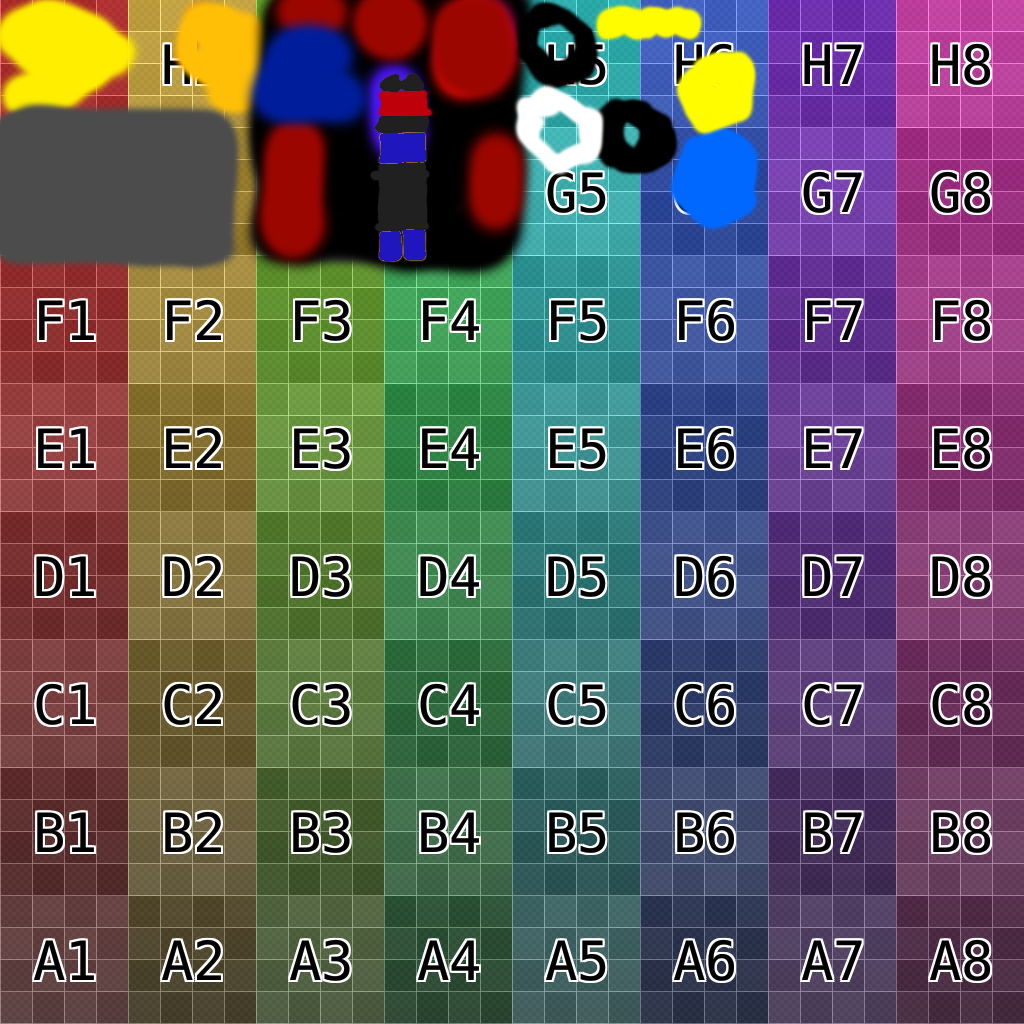 H5 H7 H8
G5 G7 G8
F1 F2 F3 F4 F5 F6 F7 F8
E1 E2 E3 E4 E5 E6 E7 E8
D1 D2 D3 D4 D5 D6 D7 D8
C1 C2 C3 C4 C5 C6 C7 C8
B1 B2 B3 B4 B5 B6 B7 B8
A1 A2 A3 A4 A5 A6 A7 A8